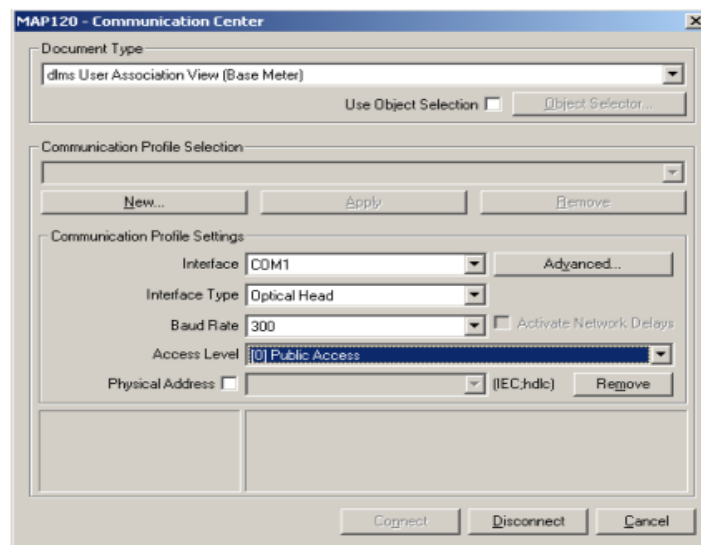 MAP120 - Communication Center
Document Type
dlms User Association View (Base Meter)
Use Object Selection Object Selector...
Communication Profile Selection
New... Apply Remove
Communication Profile Settings
Interface COM1 Advanced...
Interface Type Optical Head
Baud Rate 300 Activate Network Delays
Access Level [0] Public Access
Physical Address (IEC;hdlc) Remove
Connect Disconnect Cancel